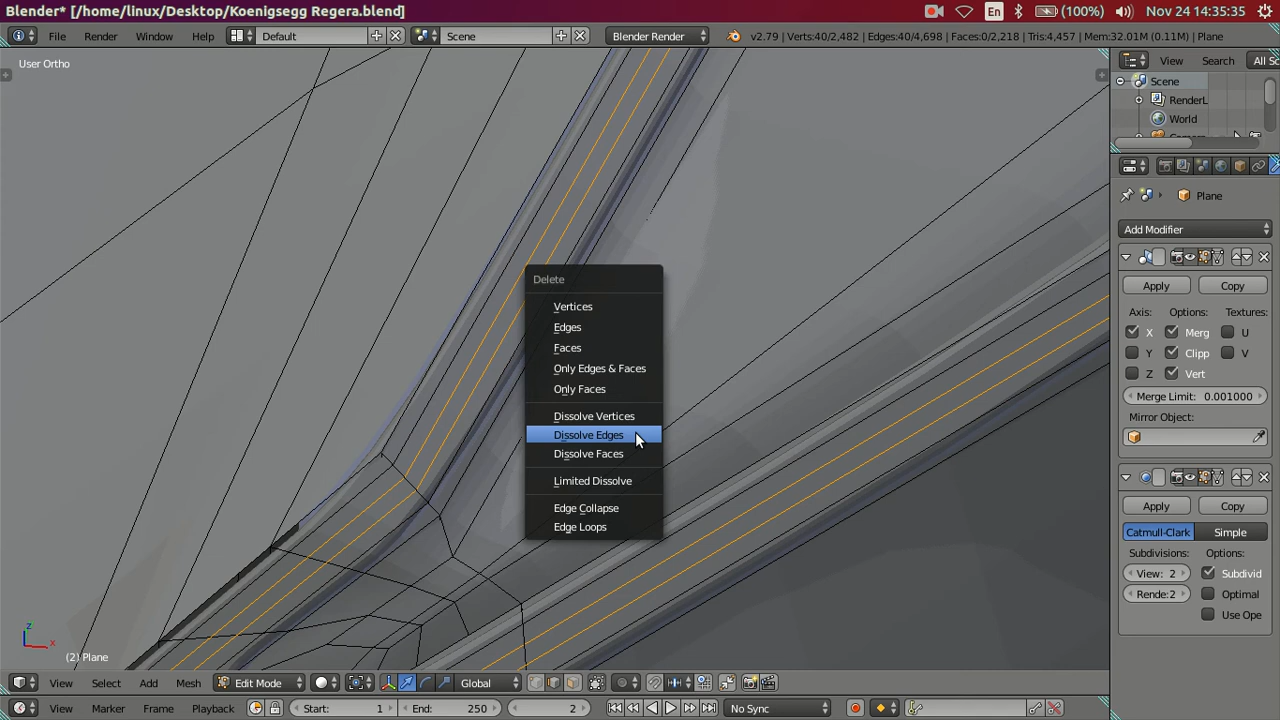 Blender* [/home/linux/Desktop/Koenigsegg Regera.blend]
En
(100%)
Nov 24 14:35:35
File
Render
Window
Help
Default
Scene
Blender Render
v2.79 | Verts:40/2,482 | Edges:40/4,698 | Faces:0/2,218 | Tris:4,457 | Mem:32.01M (0.11M) | Plane
User Ortho
View
Search
All Sc
Scene
RenderL
World
Plane
Add Modifier
Apply
Copy
Axis:
Options:
Textures:
X
Merg
U
Y
Clipp
V
Z
Vert
Merge Limit: 0.001000
Mirror Object:
Apply
Copy
Catmull-Clark
Simple
Subdivisions:
Options:
View: 2
Subdivid
Rende:2
Optimal
Use Ope
Delete
Vertices
Edges
Faces
Only Edges & Faces
Only Faces
Dissolve Vertices
Dissolve Edges
Dissolve Faces
Limited Dissolve
Edge Collapse
Edge Loops
z
x
(2) Plane
View
Select
Add
Mesh
Edit Mode
Global
View
Marker
Frame
Playback
Start: 1
End: 250
2
No Sync